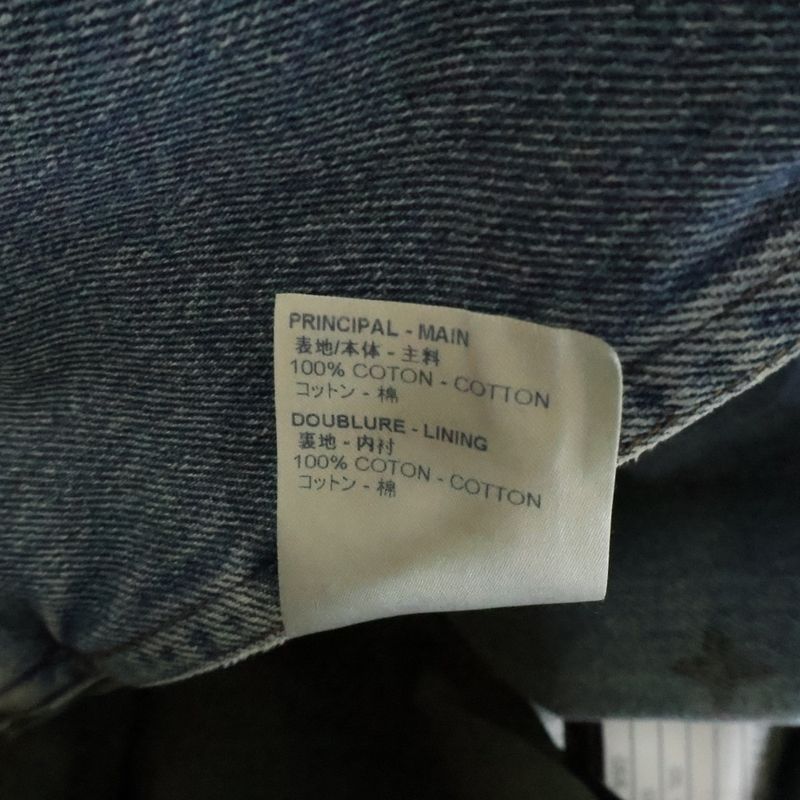 PRINCIPAL - MAIN
表地/本体 - 主料
100% COTON - COTTON
コットン - 棉
DOUBLURE - LINING
裏地 - 内衬
100% COTON - COTTON
コットン - 棉